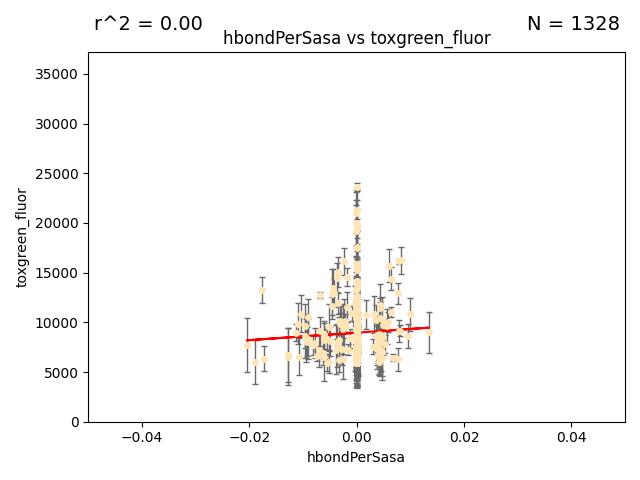 r^2 = 0.00
N = 1328
hbondPerSasa vs toxgreen_fluor
35000
30000
25000
20000
15000
10000
5000
0
toxgreen_fluor
−0.04
−0.02
0.00
0.02
0.04
hbondPerSasa